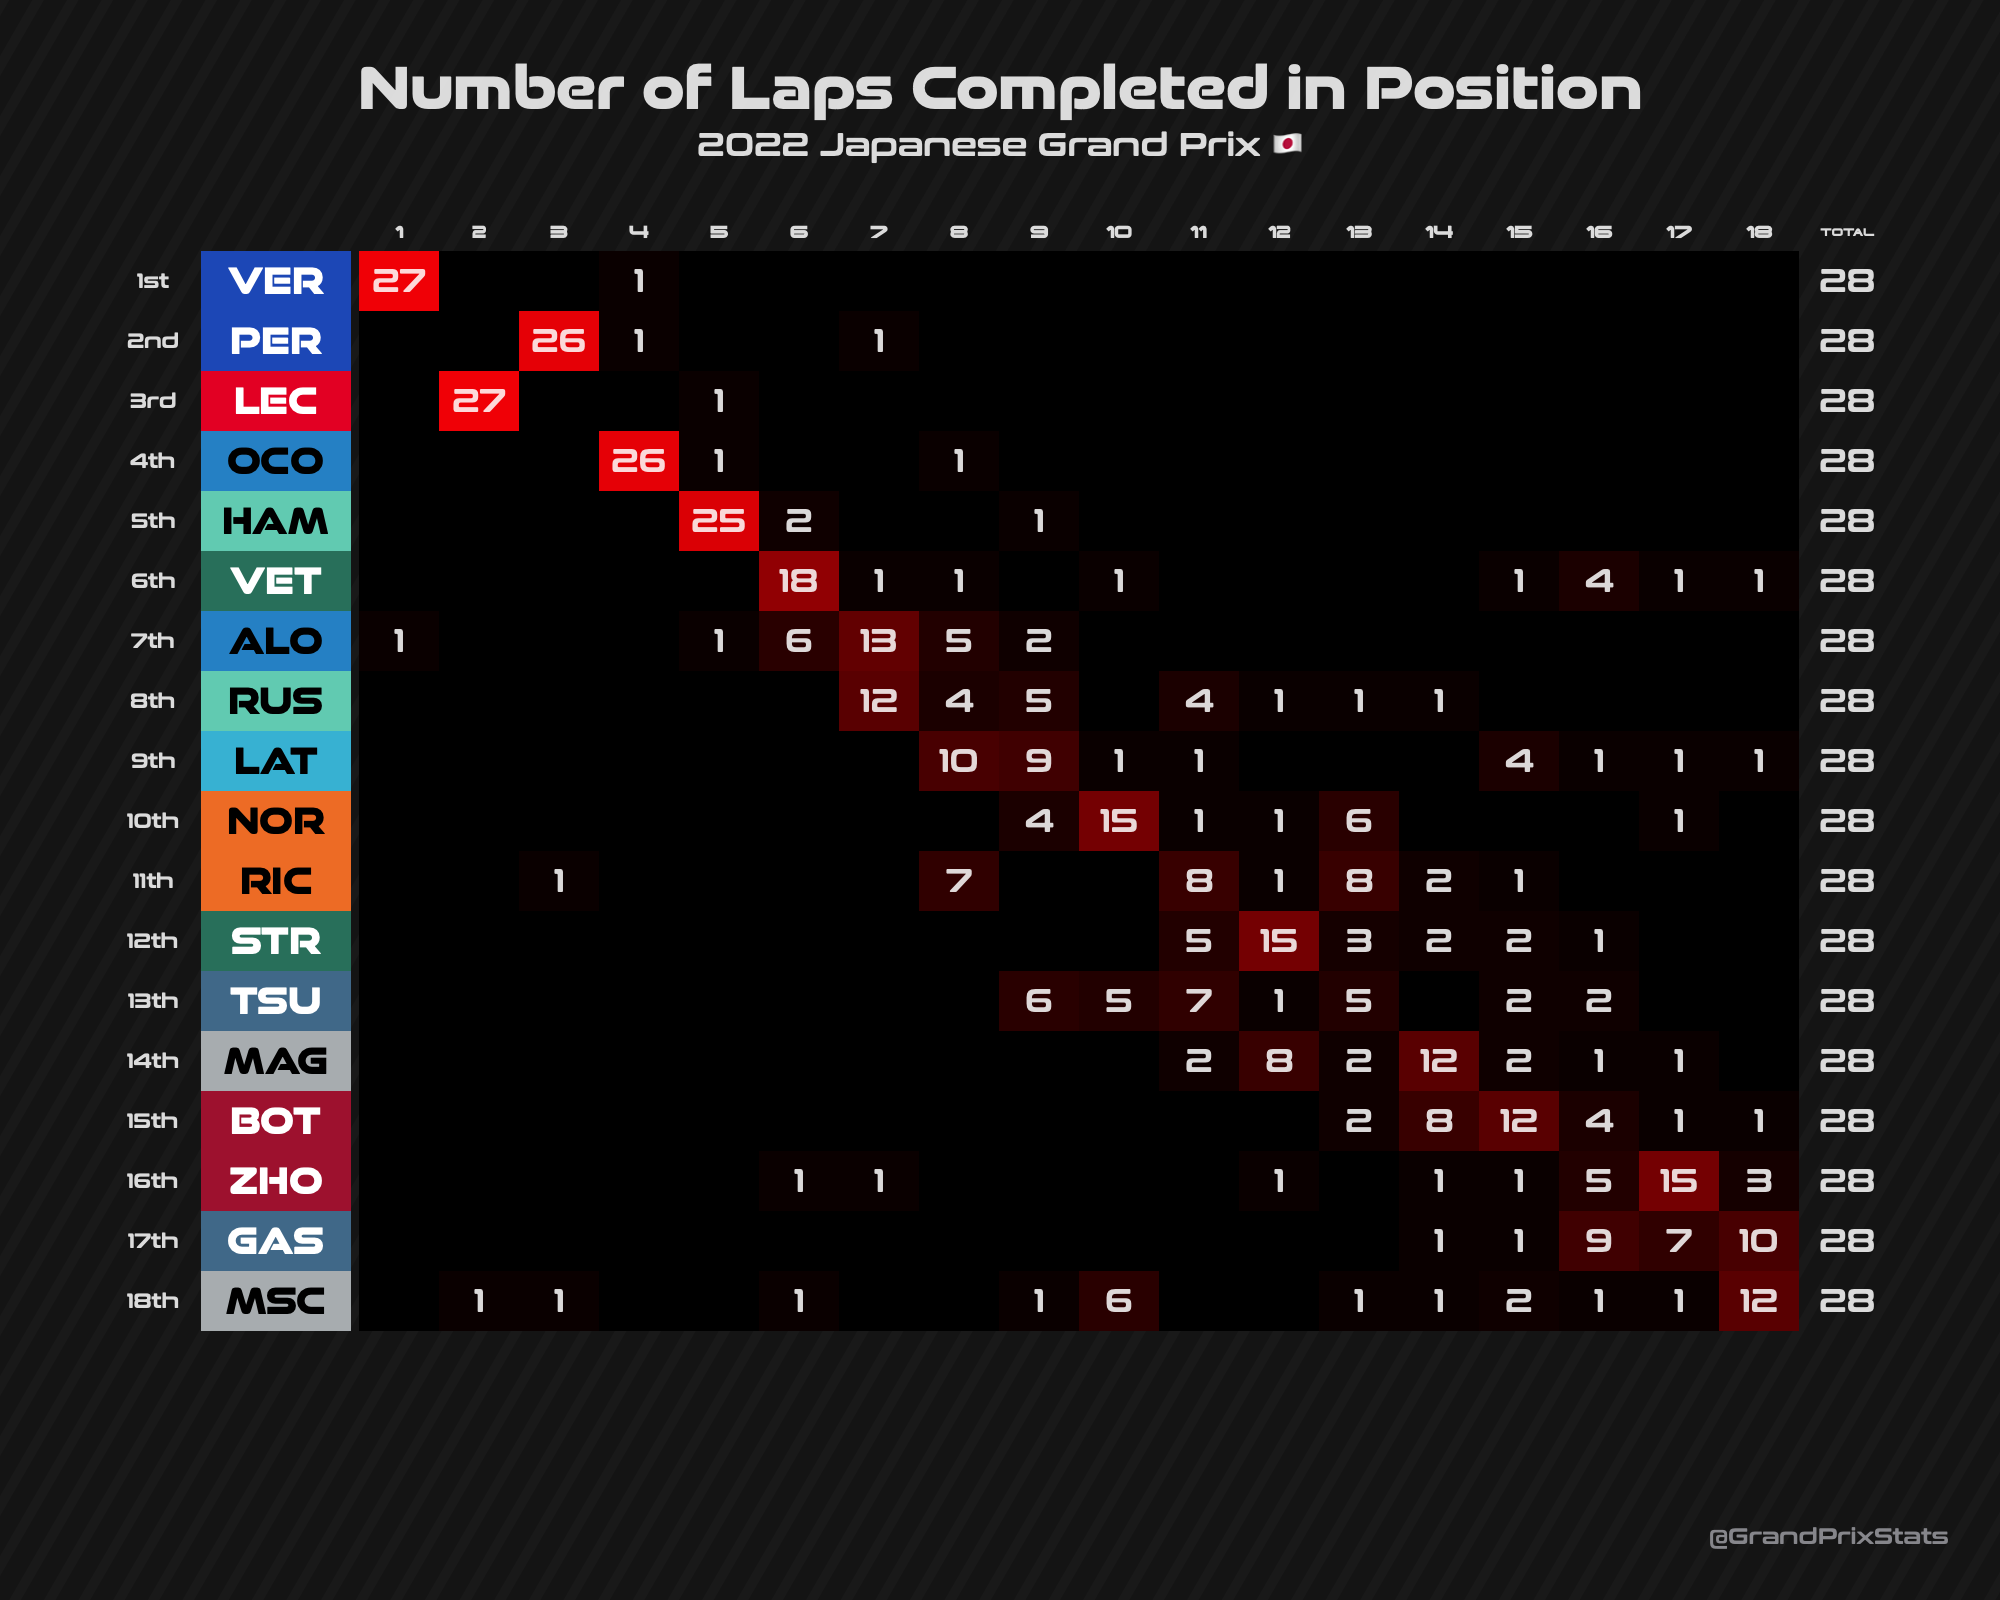 Number of Laps Completed in Position
2022 Japanese Grand Prix
1 2 3 4 5 6 7 8 9 10 11 12 13 14 15 16 17 18 TOTAL
1st VER 27 1 28
2nd PER 26 1 1 28
3rd LEC 27 1 28
4th OCO 26 1 1 28
5th HAM 25 2 1 28
6th VET 18 1 1 1 1 4 1 1 28
7th ALO 1 1 6 13 5 2 28
8th RUS 12 4 5 4 1 1 1 28
9th LAT 10 9 1 1 4 1 1 1 28
10th NOR 4 15 1 1 6 1 28
11th RIC 1 7 8 1 8 2 1 28
12th STR 5 15 3 2 2 1 28
13th TSU 6 5 7 1 5 2 2 28
14th MAG 2 8 2 12 2 1 1 28
15th BOT 2 8 12 4 1 1 28
16th ZHO 1 1 1 1 1 5 15 3 28
17th GAS 1 1 9 7 10 28
18th MSC 1 1 1 1 6 1 1 2 1 1 12 28
@GrandPrixStats